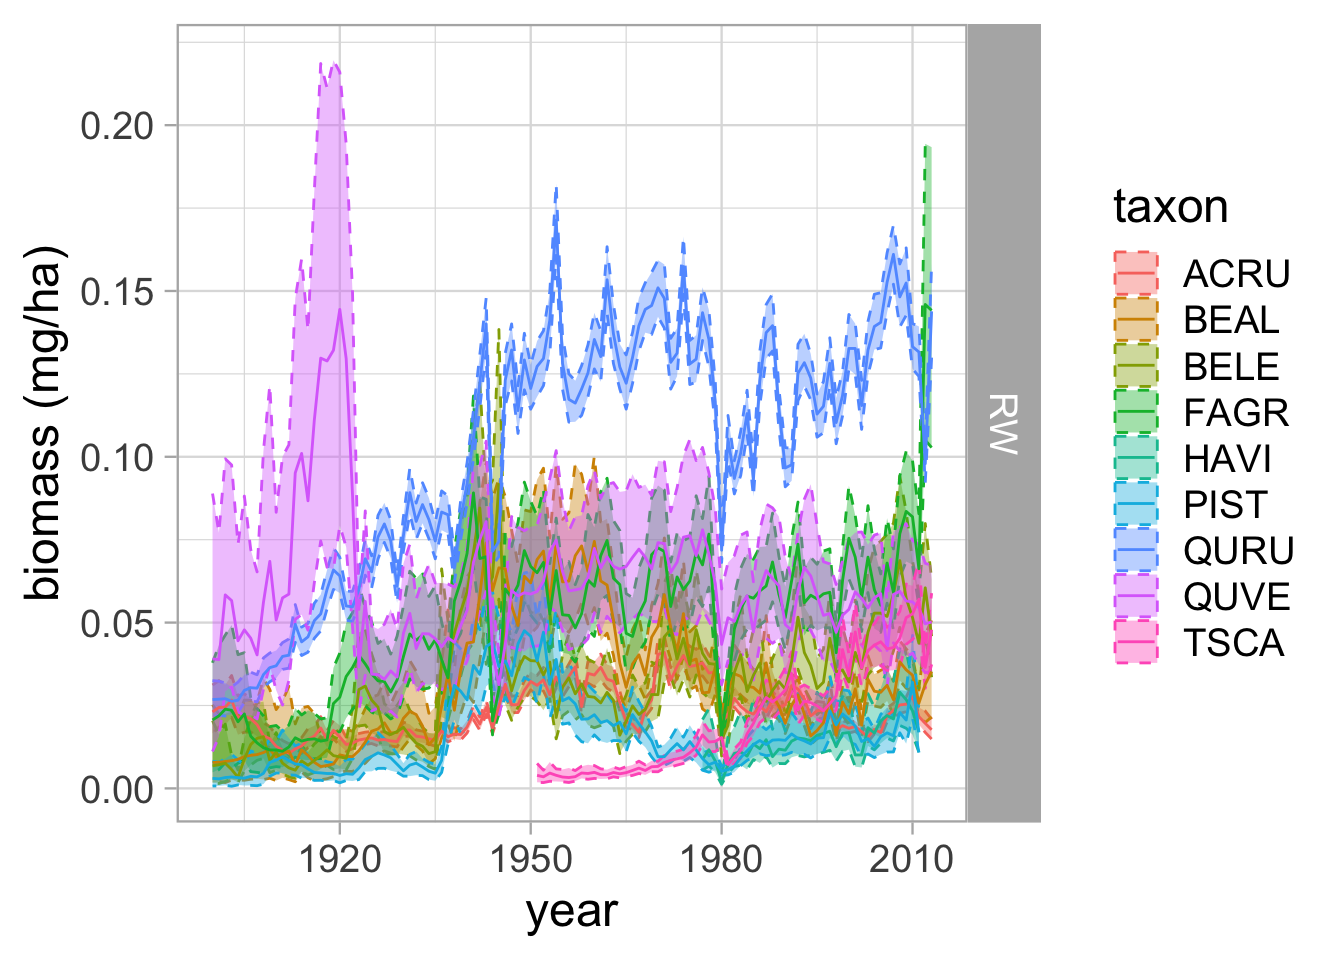 biomass (mg/ha)
0.20
0.15
0.10
0.05
0.00
1920
1950
1980
2010
year
RW
taxon
ACRU
BEAL
BELE
FAGR
HAVI
PIST
QURU
QUVE
TSCA